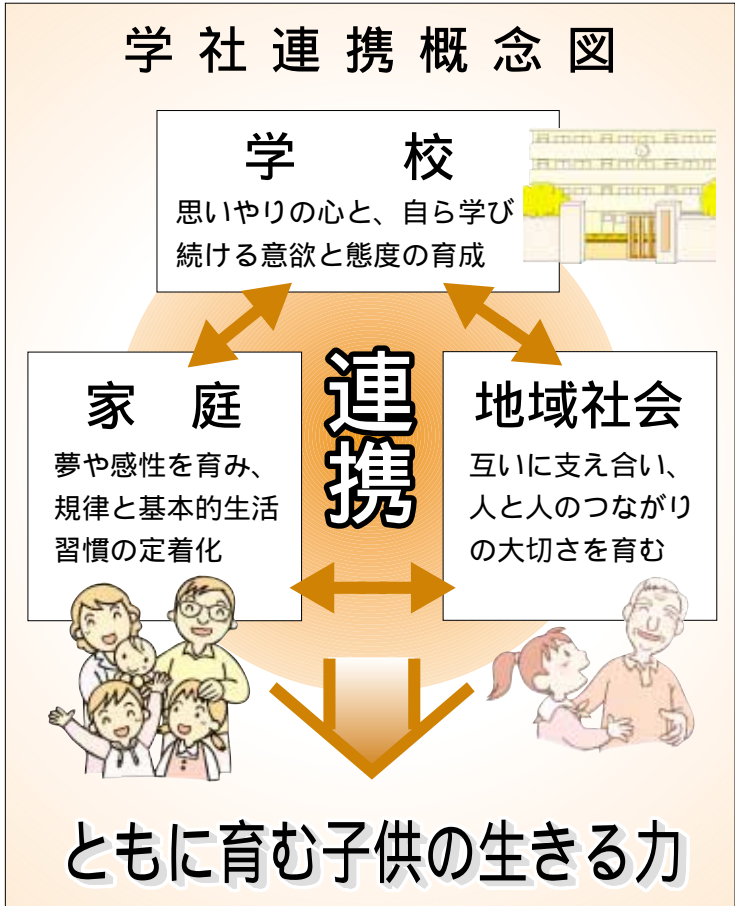 学社連携概念図
学校
思いやりの心と、自ら学び
続ける意欲と態度の育成
連携
家庭
夢や感性を育み、
規律と基本的生活
習慣の定着化
地域社会
互いに支え合い、
人と人のつながり
の大切さを育む
ともに育む子供の生きる力